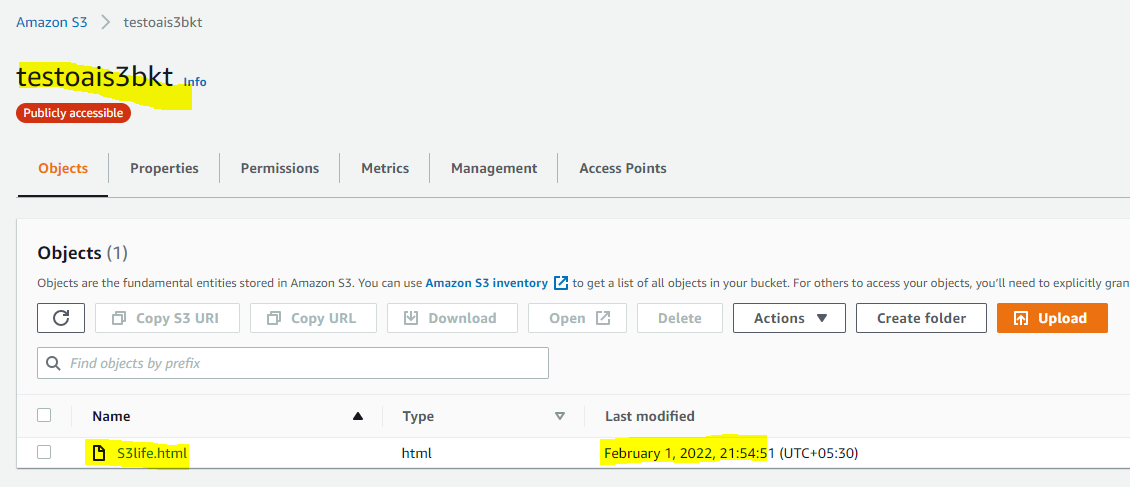 Amazon S3 > testoais3bkt
testoais3bkt Info
Publicly accessible
Objects Properties Permissions Metrics Management Access Points
Objects (1)
Objects are the fundamental entities stored in Amazon S3. You can use Amazon S3 inventory to get a list of all objects in your bucket. For others to access your objects, you'll need to explicitly gran
Copy S3 URI Copy URL Download Open Delete Actions Create folder Upload
Find objects by prefix
Name Type Last modified
S3life.html html February 1, 2022, 21:54:51 (UTC+05:30)